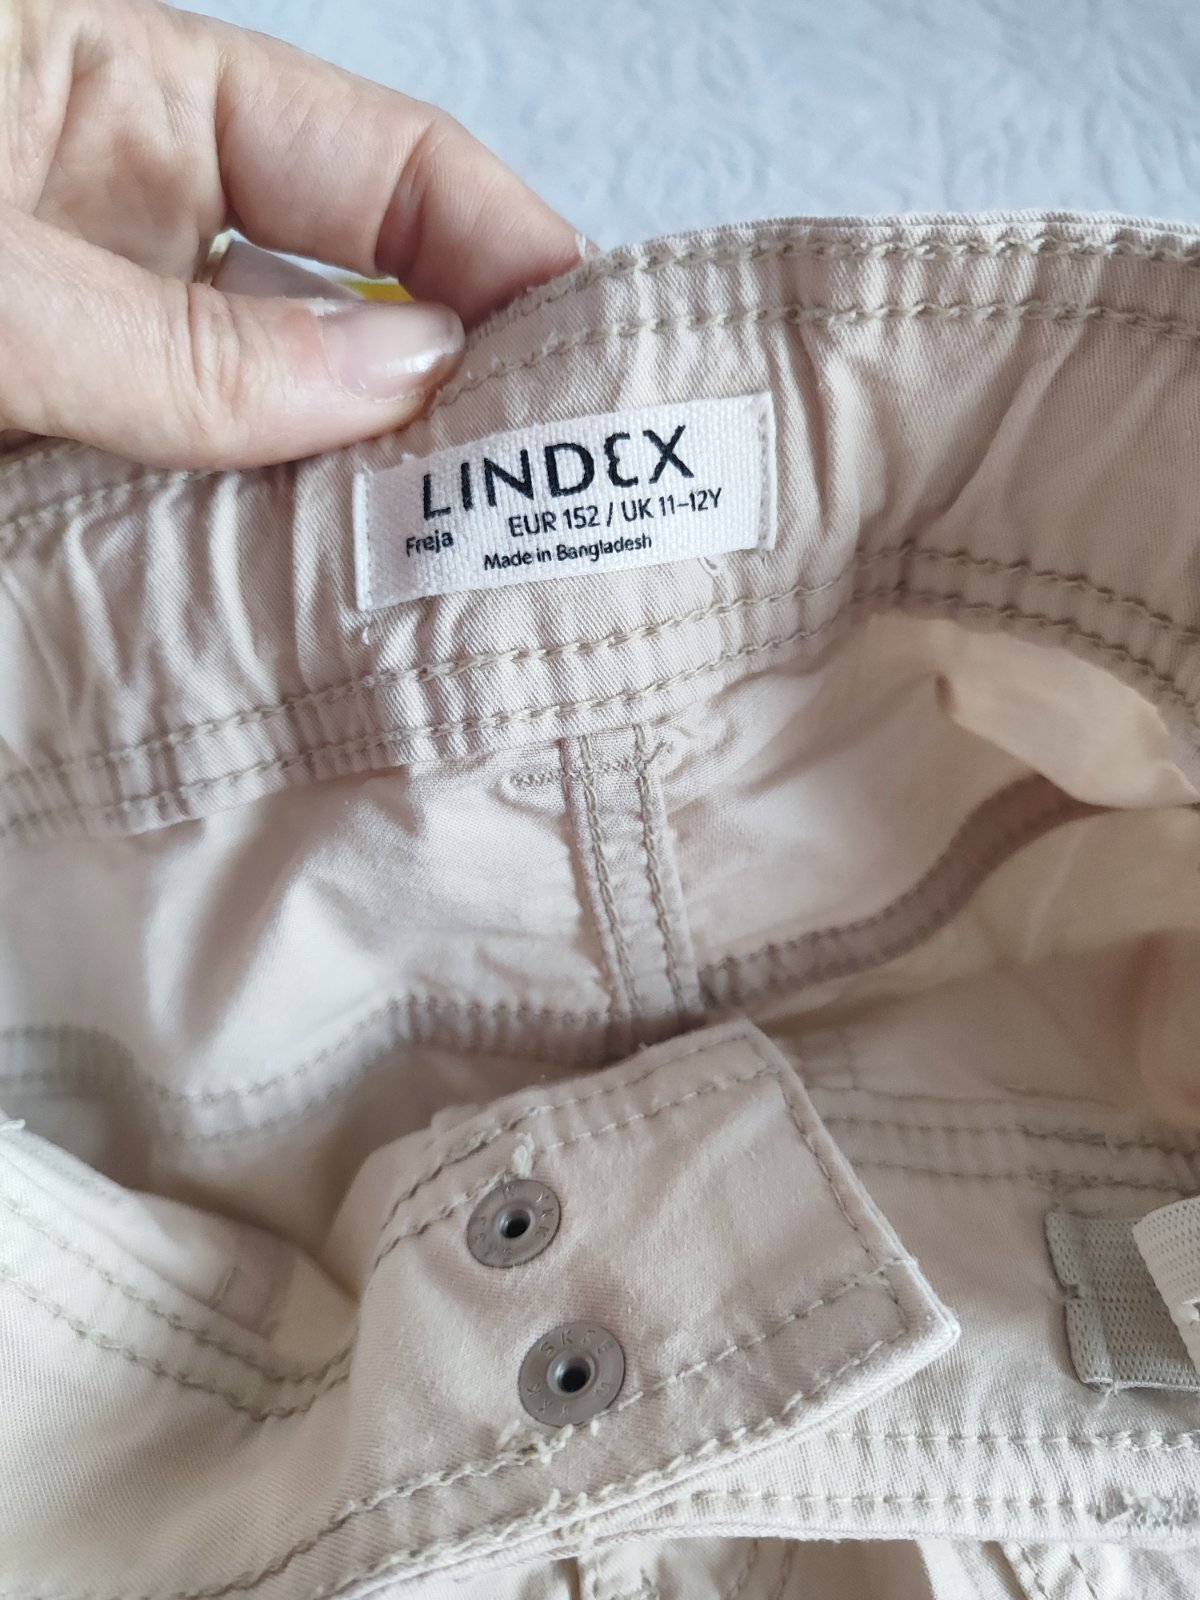 LINDEX
EUR 152 / UK 11-12Y
Freja
Made in Bangladesh